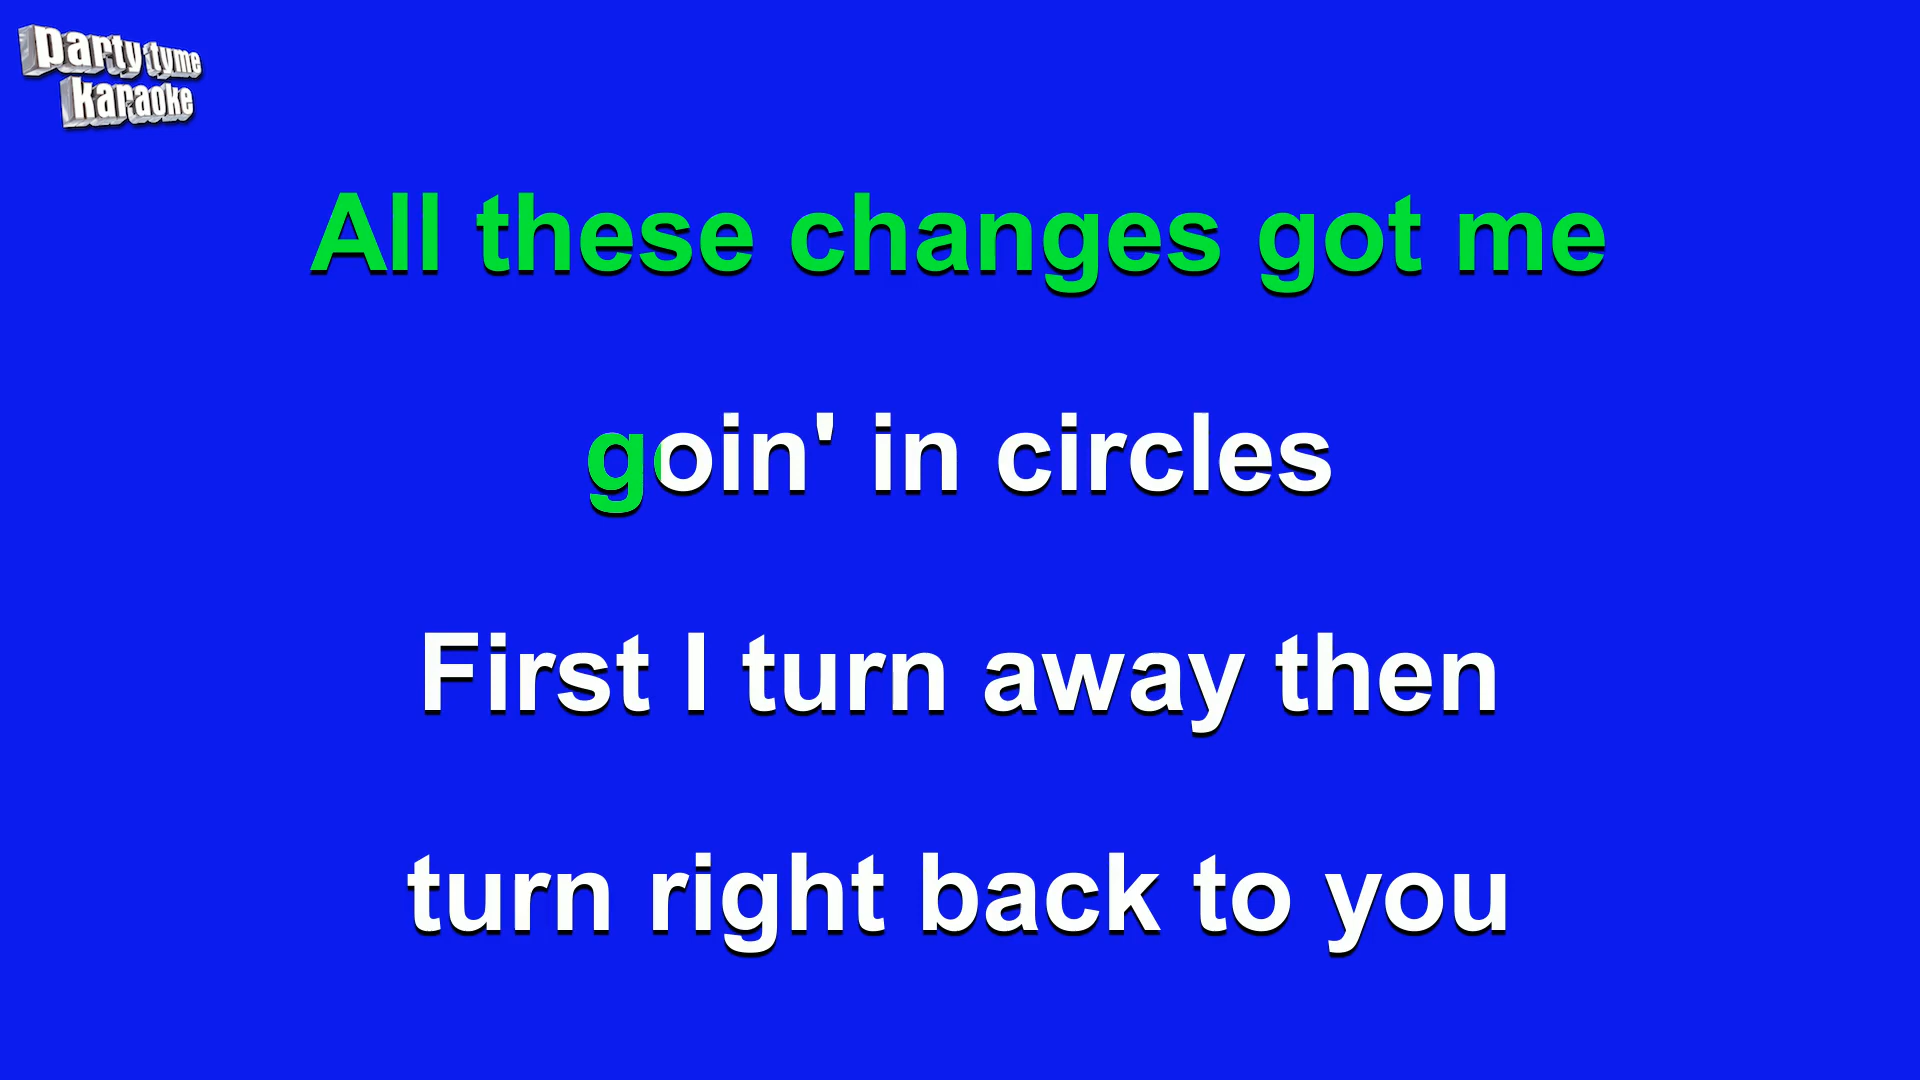 party tyme
karaoke
All these changes got me
goin' in circles
First I turn away then
turn right back to you